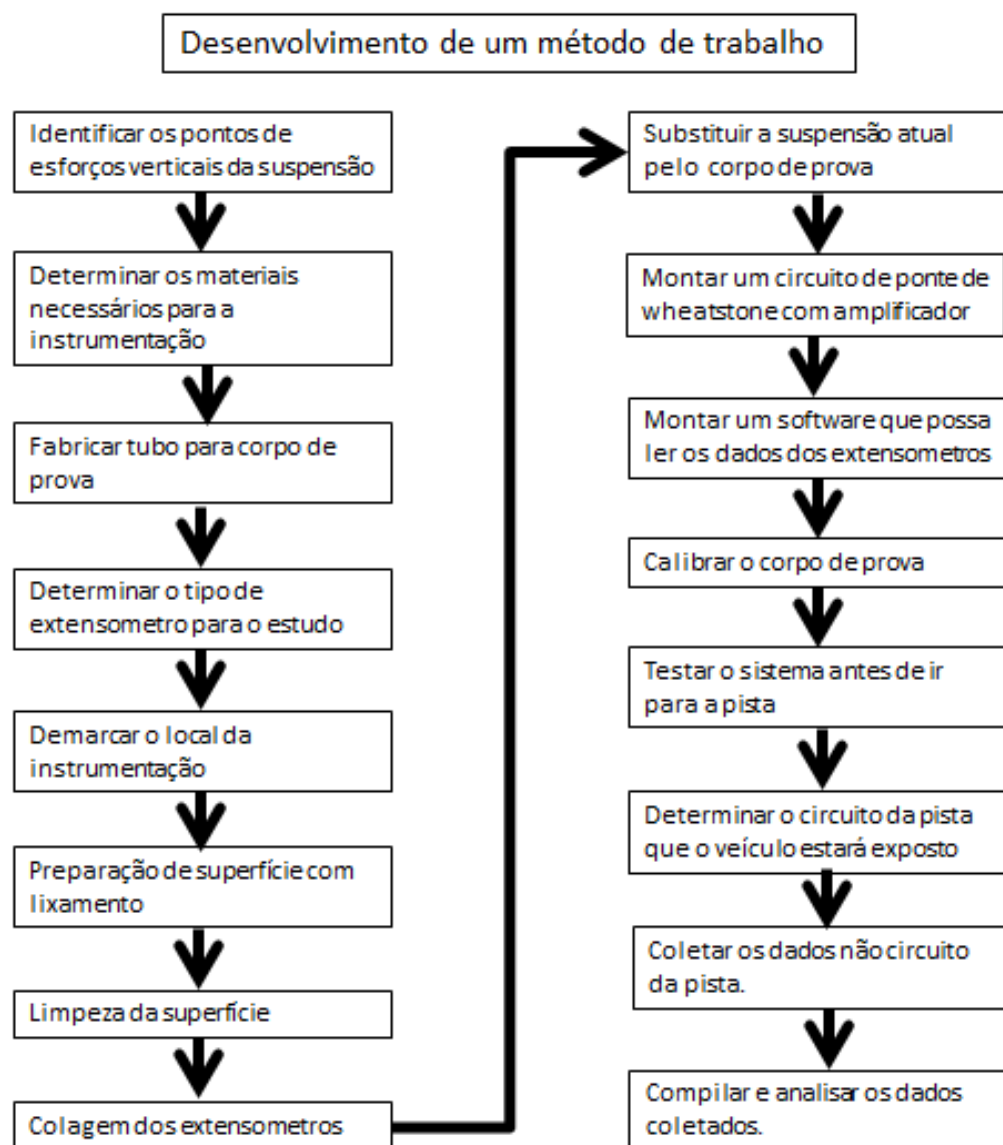 Desenvolvimento de um método de trabalho
Identificar os pontos de
esforços verticais da suspensão
Determinar os materiais
necessários para a
instrumentação
Fabricar tubo para corpo de
prova
Determinar o tipo de
extensometro para o estudo
Demarcar o local da
instrumentação
Preparação de superfície com
lixamento
Limpeza da superfície
Colagem dos extensometros
Substituir a suspensão atual
pelo corpo de prova
Montar um circuito de ponte de
wheatstone com amplificador
Montar um software que possa
ler os dados dos extensometros
Calibrar o corpo de prova
Testar o sistema antes de ir
para a pista
Determinar o circuito da pista
que o veículo estará exposto
Coletar os dados não circuito
da pista.
Compilar e analisar os dados
coletados.